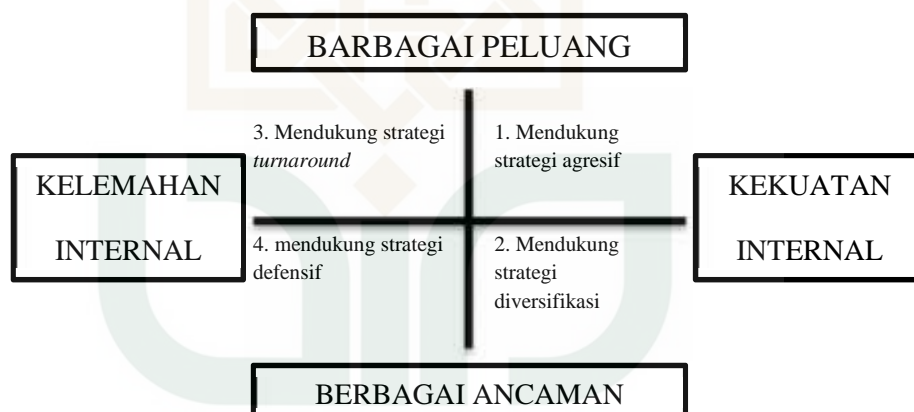 BARBAGAI PELUANG
3. Mendukung strategi
turnaround
1. Mendukung
strategi agresif
KELEMAHAN
INTERNAL
KEKUATAN
INTERNAL
4. mendukung strategi
defensif
2. Mendukung
strategi
diversifikasi
BERBAGAI ANCAMAN